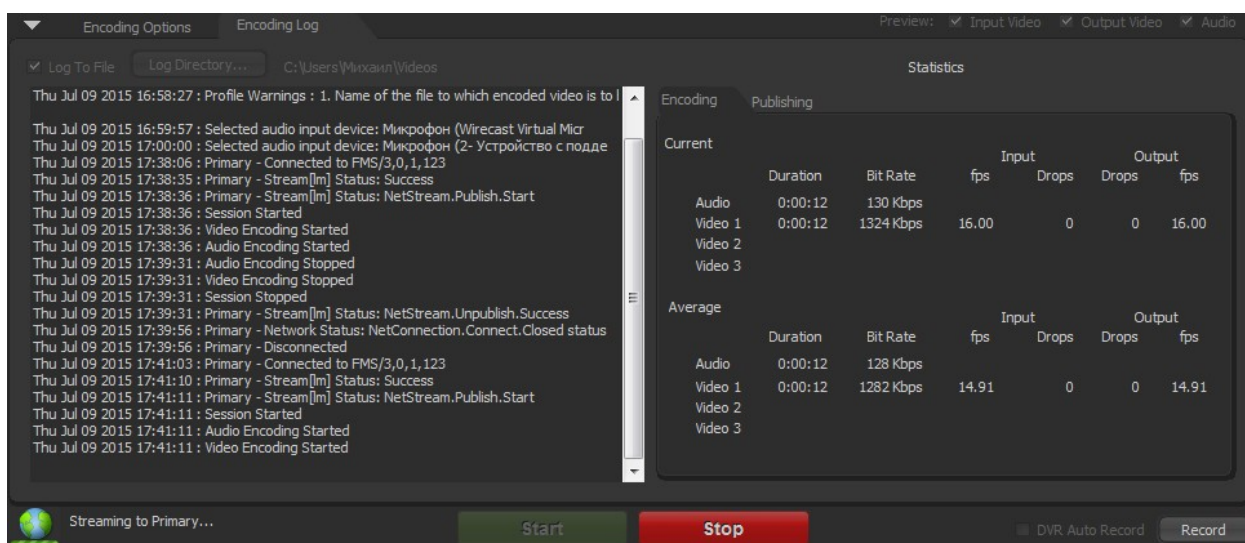 Encoding Options
Encoding Log
Preview: Input Video Output Video Audio
Log To File Log Directory... C:\Users\Михаил\Videos
Statistics
Thu Jul 09 2015 16:58:27 : Profile Warnings : 1. Name of the file to which encoded video is to
Thu Jul 09 2015 16:59:57 : Selected audio input device: Микрофон (Wirecast Virtual Micr
Thu Jul 09 2015 17:00:00 : Selected audio input device: Микрофон (2- Устройство с подде
Thu Jul 09 2015 17:38:06 : Primary - Connected to FMS/3,0,1,123
Thu Jul 09 2015 17:38:35 : Primary - Stream[lm] Status: Success
Thu Jul 09 2015 17:38:36 : Primary - Stream[lm] Status: NetStream.Publish.Start
Thu Jul 09 2015 17:38:36 : Session Started
Thu Jul 09 2015 17:38:36 : Video Encoding Started
Thu Jul 09 2015 17:38:36 : Audio Encoding Started
Thu Jul 09 2015 17:39:31 : Audio Encoding Stopped
Thu Jul 09 2015 17:39:31 : Video Encoding Stopped
Thu Jul 09 2015 17:39:31 : Session Stopped
Thu Jul 09 2015 17:39:31 : Primary - Stream[lm] Status: NetStream.Unpublish.Success
Thu Jul 09 2015 17:39:56 : Primary - Network Status: NetConnection.Connect.Closed status
Thu Jul 09 2015 17:39:56 : Primary - Disconnected
Thu Jul 09 2015 17:41:03 : Primary - Connected to FMS/3,0,1,123
Thu Jul 09 2015 17:41:10 : Primary - Stream[lm] Status: Success
Thu Jul 09 2015 17:41:11 : Primary - Stream[lm] Status: NetStream.Publish.Start
Thu Jul 09 2015 17:41:11 : Session Started
Thu Jul 09 2015 17:41:11 : Audio Encoding Started
Thu Jul 09 2015 17:41:11 : Video Encoding Started
Encoding
Publishing
Current
Input Output
Duration Bit Rate fps Drops Drops fps
Audio 0:00:12 130 Kbps
Video 1 0:00:12 1324 Kbps 16.00 0 0 16.00
Video 2
Video 3
Average
Input Output
Duration Bit Rate fps Drops Drops fps
Audio 0:00:12 128 Kbps
Video 1 0:00:12 1282 Kbps 14.91 0 0 14.91
Video 2
Video 3
Streaming to Primary...
Start
Stop
DVR Auto Record
Record